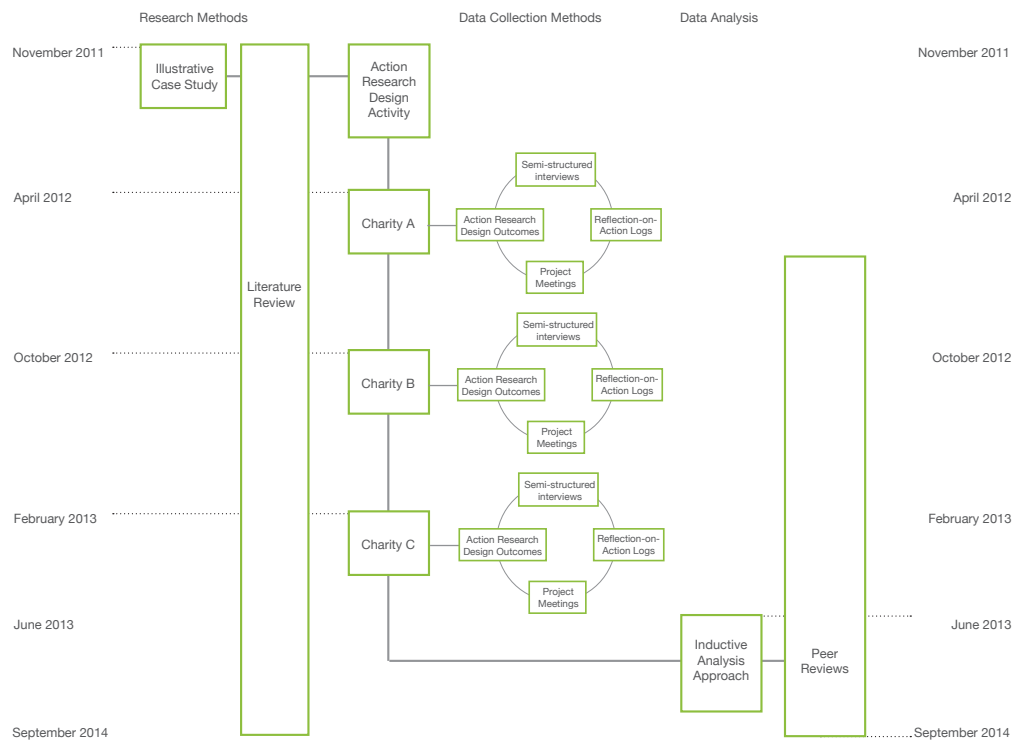 Research Methods
Data Collection Methods
Data Analysis
November 2011
November 2011
Illustrative
Case Study
Action
Research
Design
Activity
Semi-structured
interviews
April 2012
April 2012
Charity A
Action Research
Design Outcomes
Reflection-on-
Action Logs
Project
Meetings
Literature
Review
Semi-structured
interviews
October 2012
October 2012
Charity B
Action Research
Design Outcomes
Reflection-on-
Action Logs
Project
Meetings
Semi-structured
interviews
February 2013
February 2013
Charity C
Action Research
Design Outcomes
Reflection-on-
Action Logs
Project
Meetings
June 2013
June 2013
Inductive
Analysis
Approach
Peer
Reviews
September 2014
September 2014